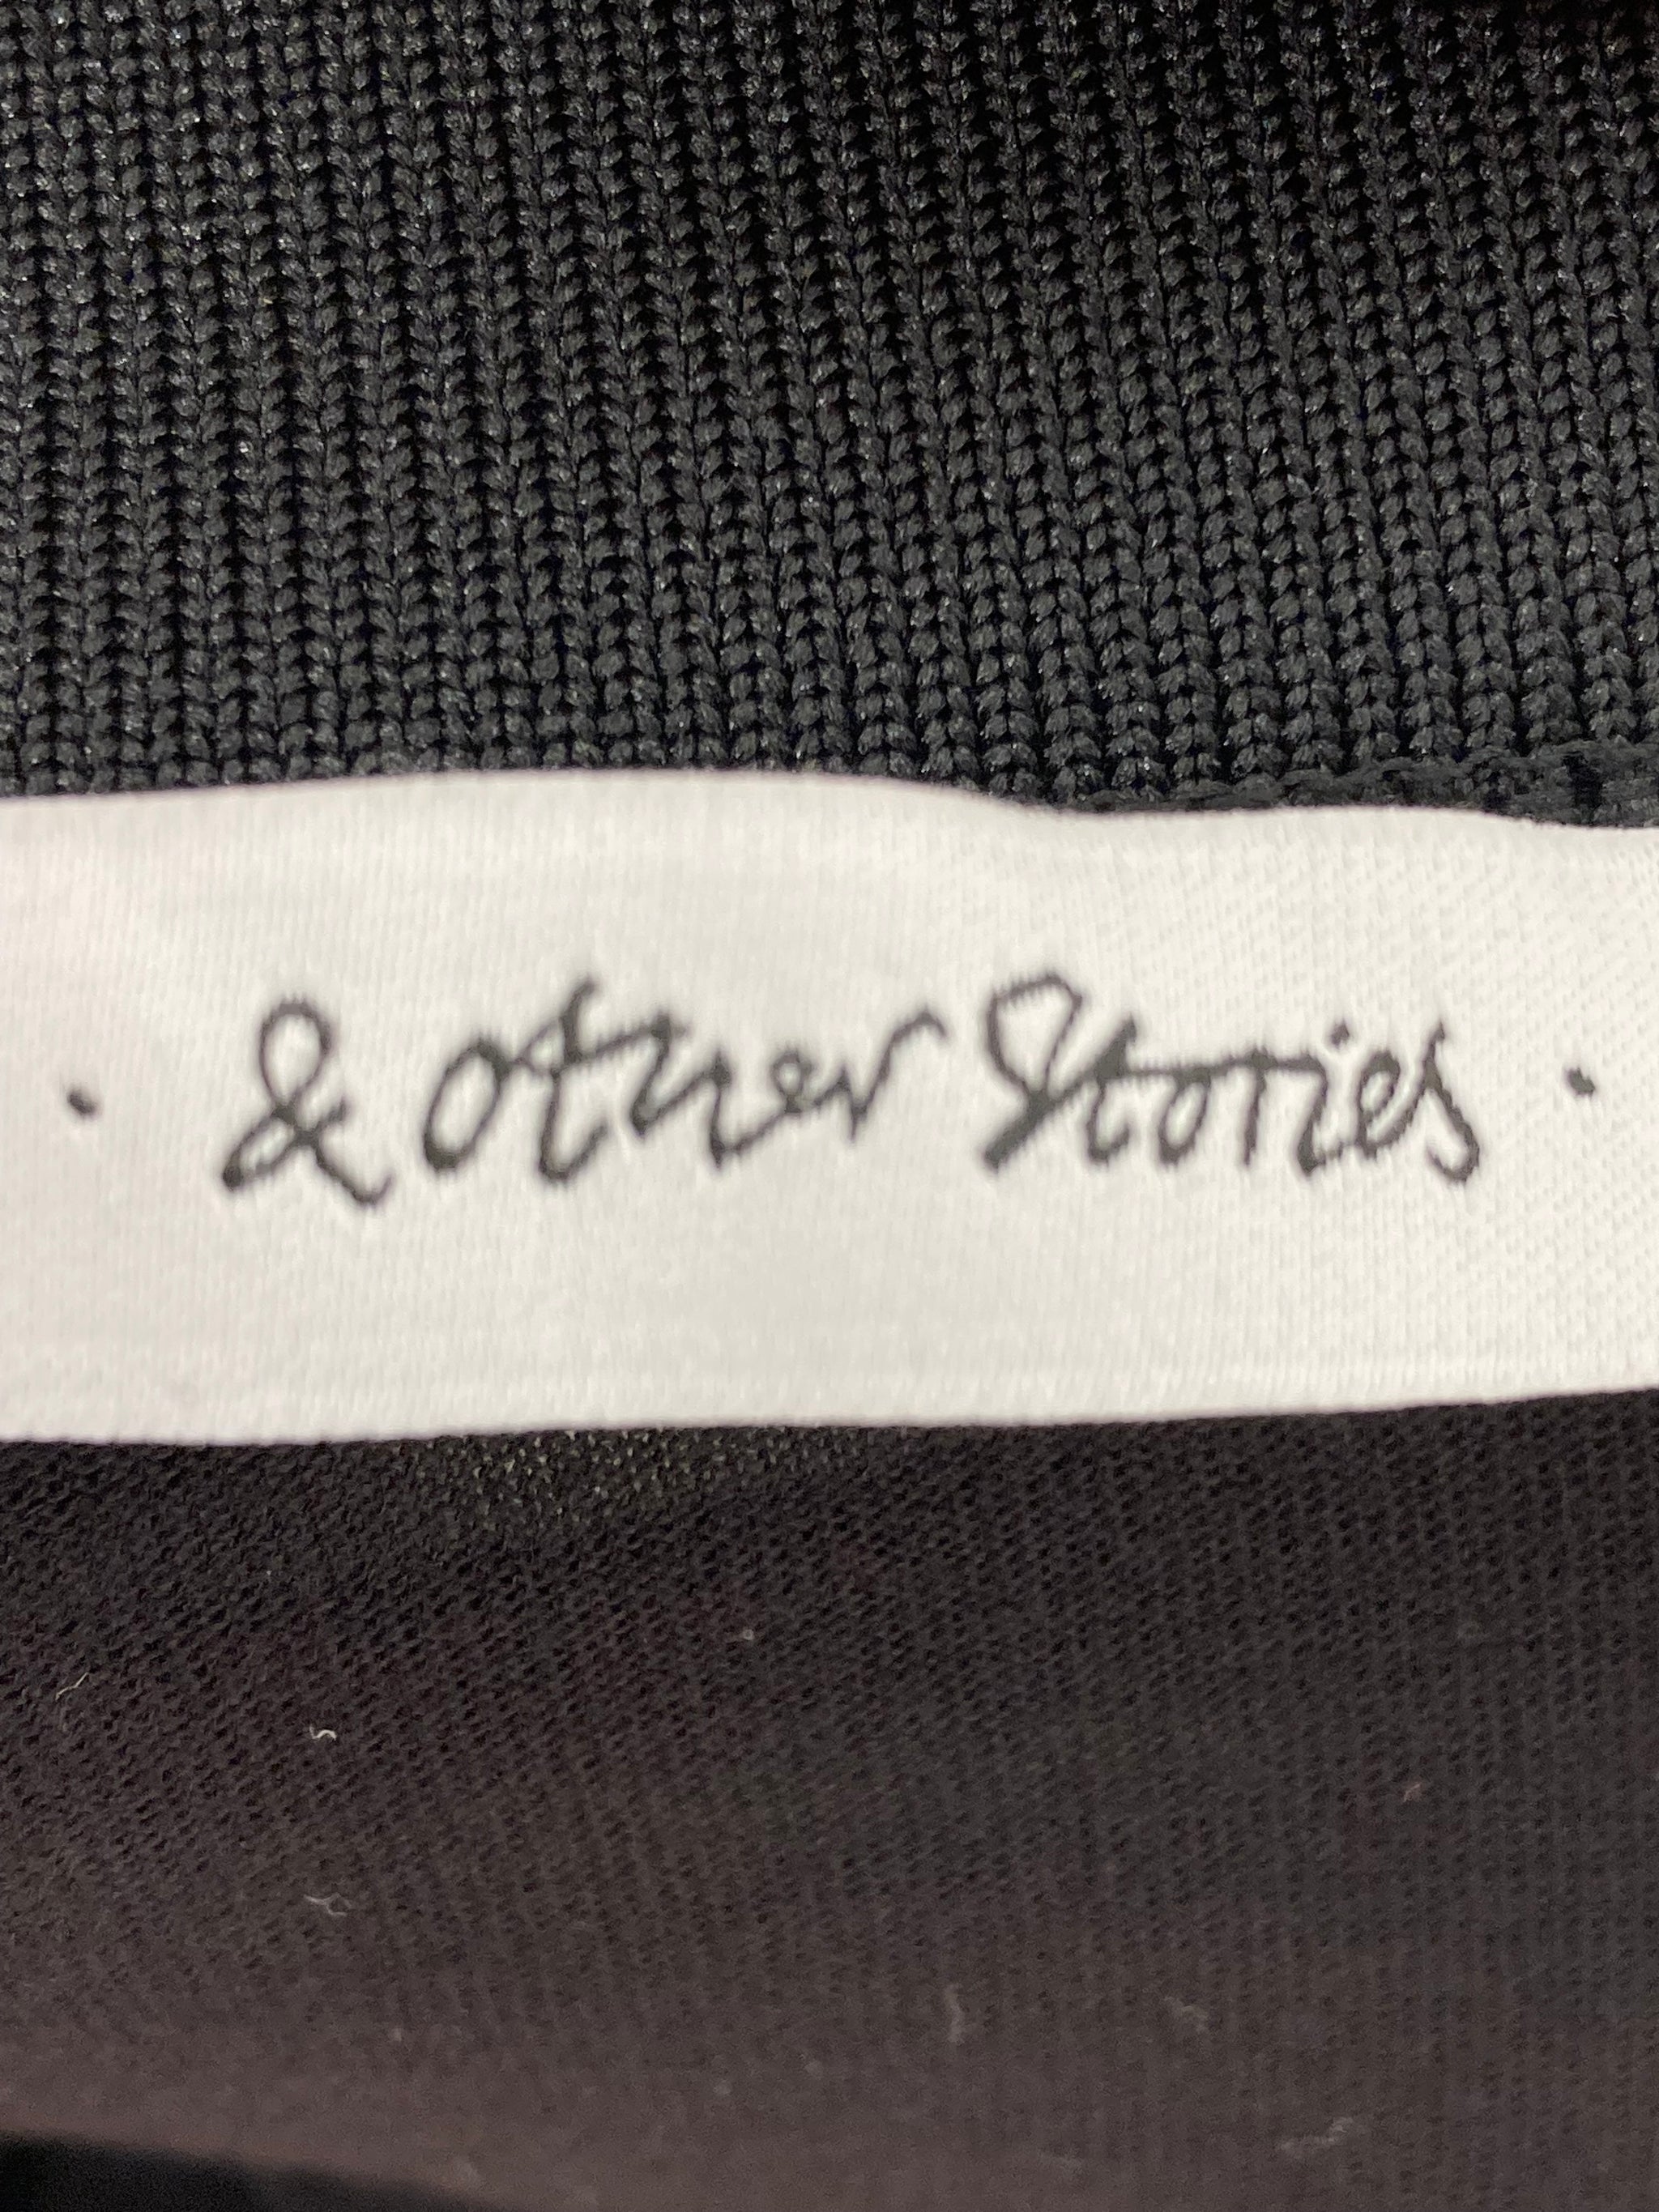 · & Other Stories ·